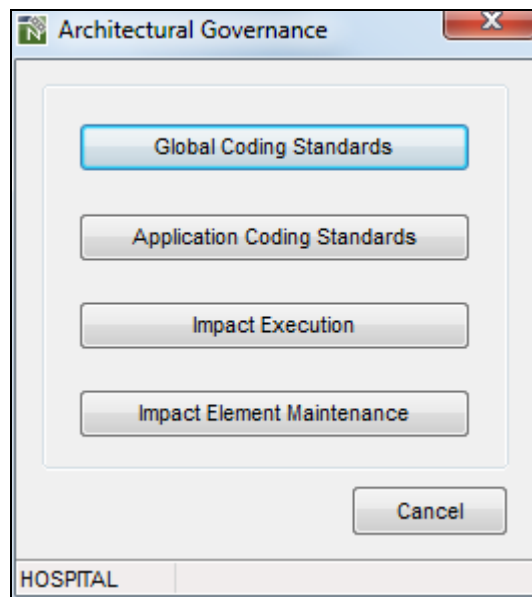 Architectural Governance
Global Coding Standards
Application Coding Standards
Impact Execution
Impact Element Maintenance
Cancel
HOSPITAL